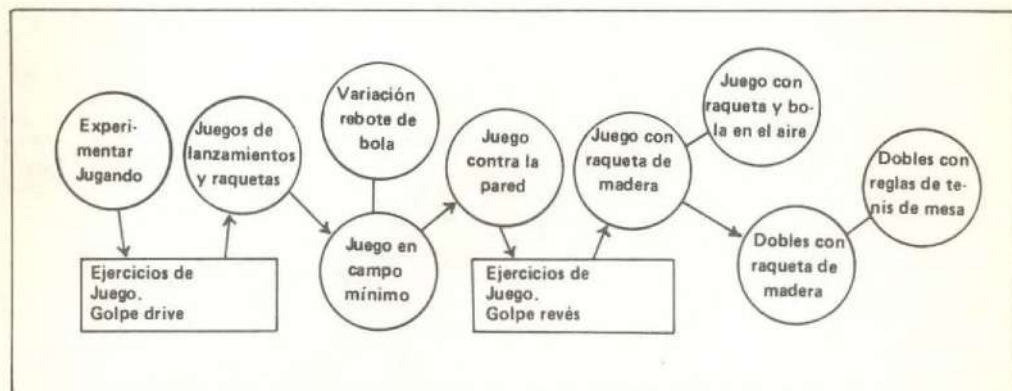 Experi-
mentar
Jugando
Ejercicios de
Juego.
Golpe drive
Juegos de
lanzamientos
y raquetas
Variación
rebote de
bola
Juego en
campo
mínimo
Juego
contra la
pared
Ejercicios de
Juego.
Golpe revés
Juego con
raqueta de
madera
Juego con
raqueta y bo-
la en el aire
Dobles con
raqueta de
madera
Dobles con
reglas de te-
nis de mesa